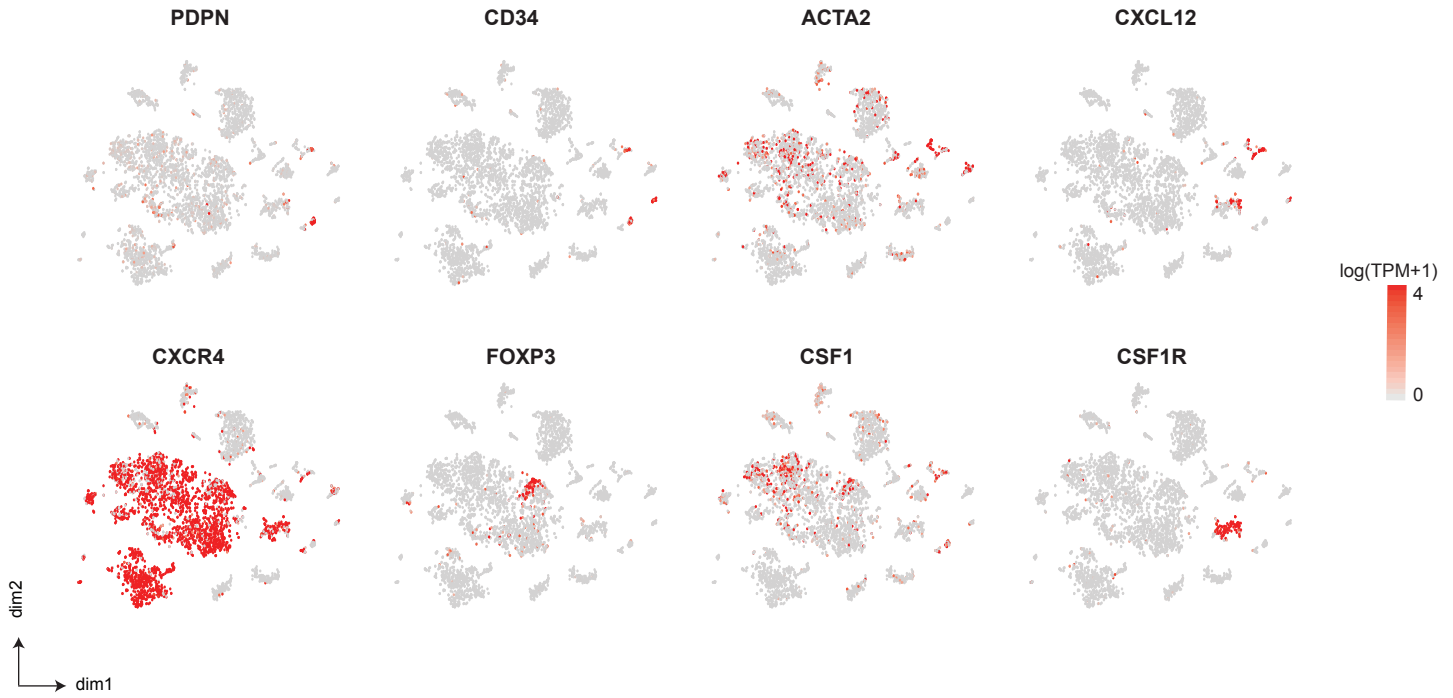 PDPN
CD34
ACTA2
CXCL12
log(TPM+1)
4
0
CXCR4
FOXP3
CSF1
CSF1R
dim2
dim1